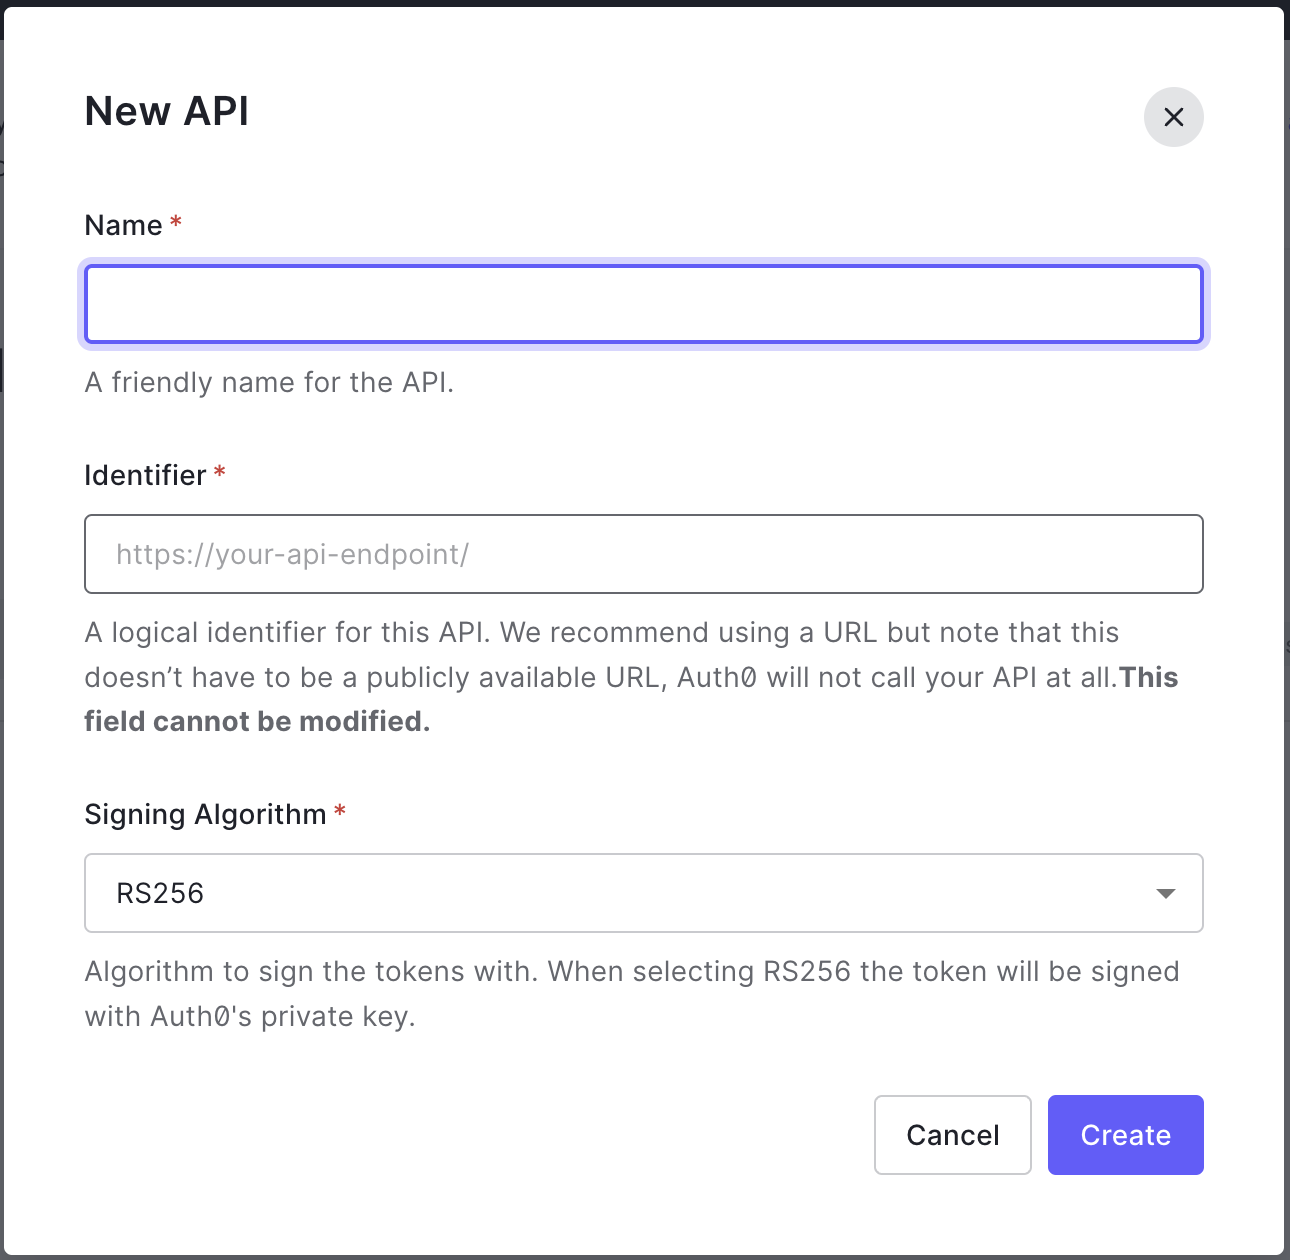 New API
Name *
A friendly name for the API.
Identifier *
https://your-api-endpoint/
A logical identifier for this API. We recommend using a URL but note that this
doesn’t have to be a publicly available URL, Auth0 will not call your API at all.This
field cannot be modified.
Signing Algorithm *
RS256
Algorithm to sign the tokens with. When selecting RS256 the token will be signed
with Auth0's private key.
Cancel
Create